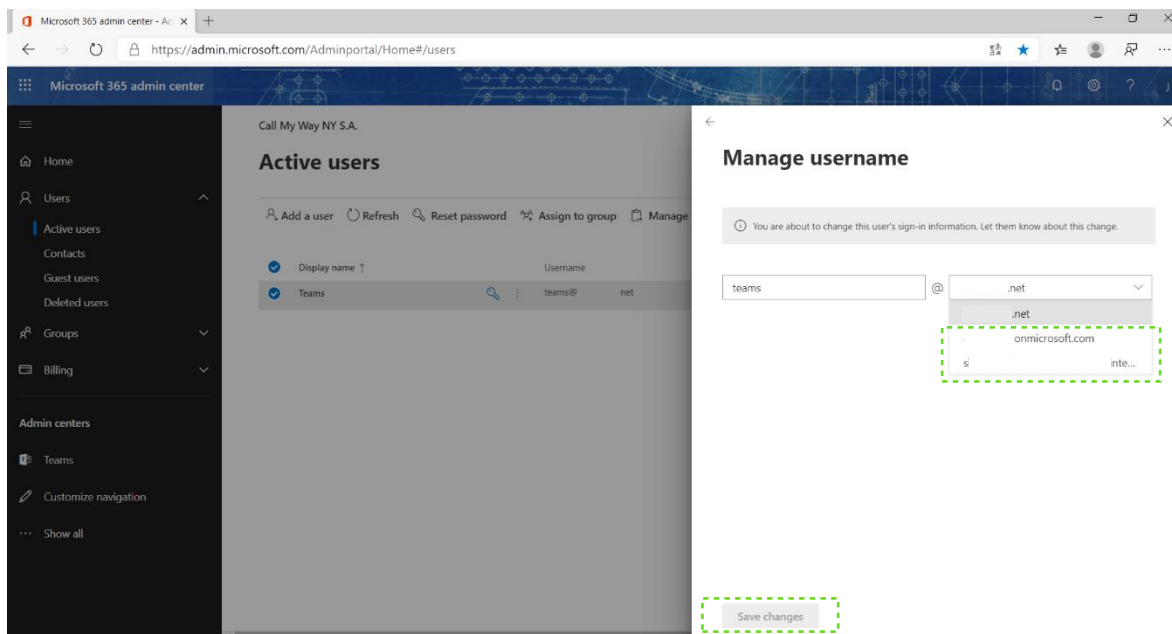 Microsoft 365 admin center - Ac
https://admin.microsoft.com/Adminportal/Home#/users
Microsoft 365 admin center
?
Home
Users
Active users
Contacts
Guest users
Deleted users
Groups
Billing
Admin centers
Teams
Customize navigation
Show all
Call My Way NY S.A.
Active users
Add a user Refresh Reset password Assign to group Manage
Display name ↑ Username
Teams teams@ net
Manage username
You are about to change this user's sign-in information. Let them know about this change.
teams @ .net
.net
onmicrosoft.com
s inte...
Save changes